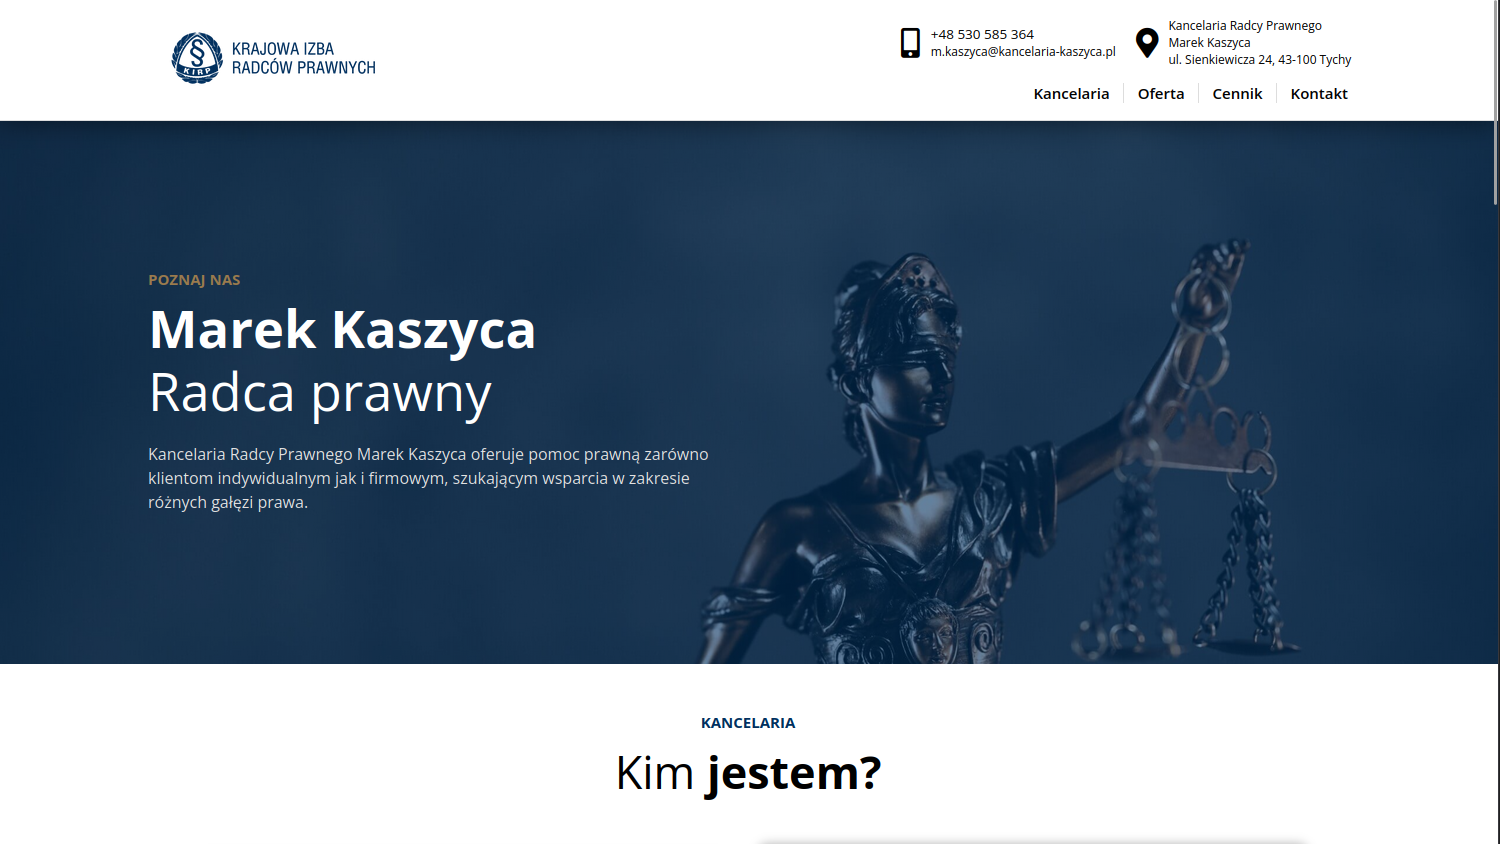 §
KIRP
KRAJOWA IZBA
RADCÓW PRAWNYCH
+48 530 585 364
m.kaszyca@kancelaria-kaszyca.pl
Kancelaria Radcy Prawnego
Marek Kaszyca
ul. Sienkiewicza 24, 43-100 Tychy
Kancelaria
Oferta
Cennik
Kontakt
POZNAJ NAS
Marek Kaszyca
Radca prawny
Kancelaria Radcy Prawnego Marek Kaszyca oferuje pomoc prawną zarówno
klientom indywidualnym jak i firmowym, szukającym wsparcia w zakresie
różnych gałęzi prawa.
KANCELARIA
Kim jestem?